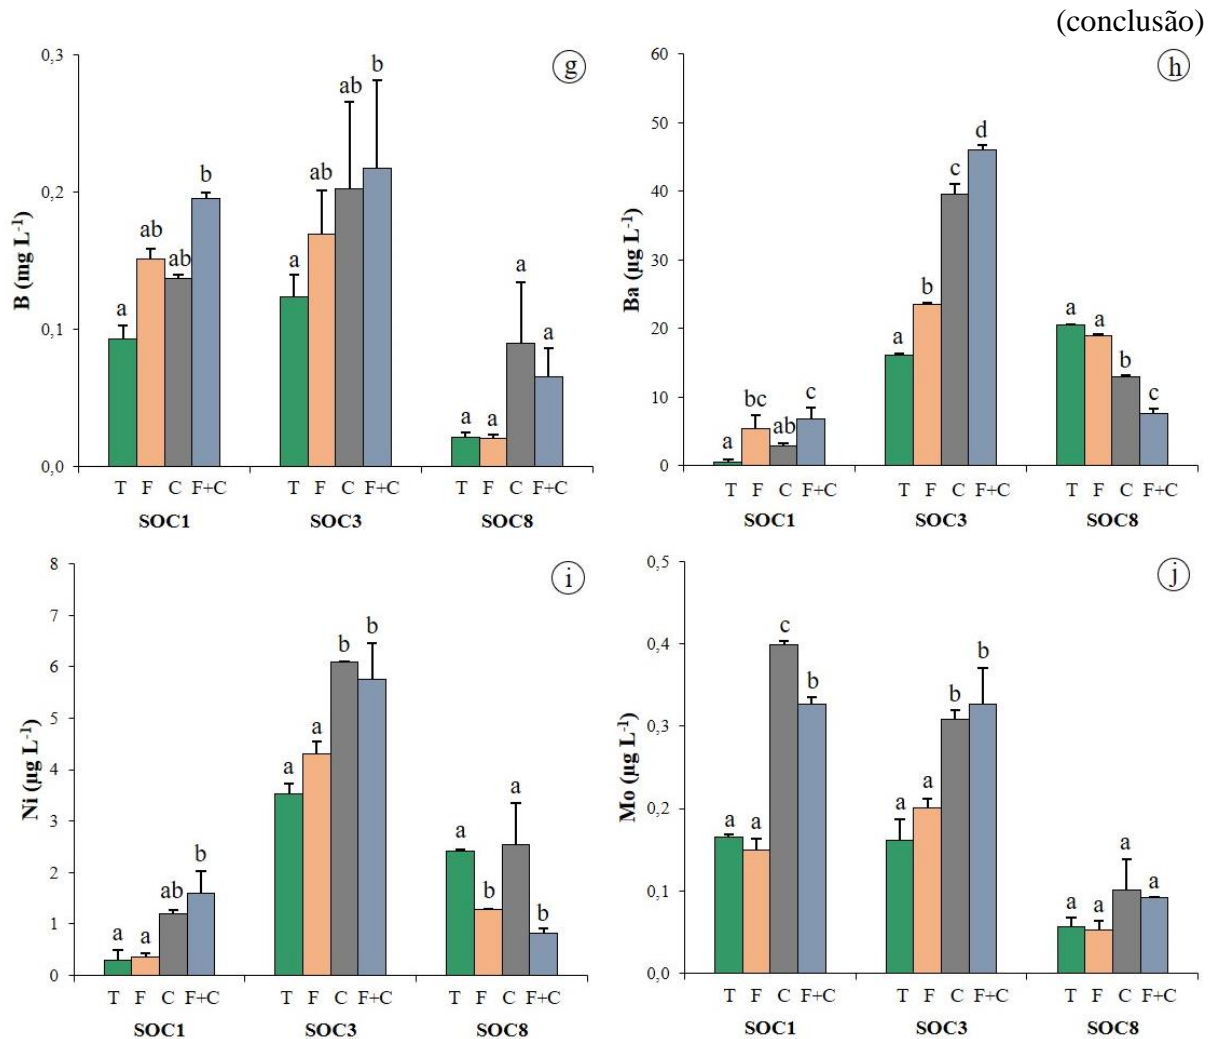 (conclusão)
g
B (mg L⁻¹)
0,3
0,2
0,1
0,0
a ab ab b
a ab ab b
a a a a
T F C F+C T F C F+C T F C F+C
SOC1 SOC3 SOC8
h
Ba (µg L⁻¹)
60
50
40
30
20
10
0
a bc ab c
a b c d
a a b c
T F C F+C T F C F+C T F C F+C
SOC1 SOC3 SOC8
i
Ni (µg L⁻¹)
8
7
6
5
4
3
2
1
0
a a ab b
a a b b
a b a b
T F C F+C T F C F+C T F C F+C
SOC1 SOC3 SOC8
j
Mo (µg L⁻¹)
0,5
0,4
0,3
0,2
0,1
0,0
a a c b
a a b b
a a a a
T F C F+C T F C F+C T F C F+C
SOC1 SOC3 SOC8